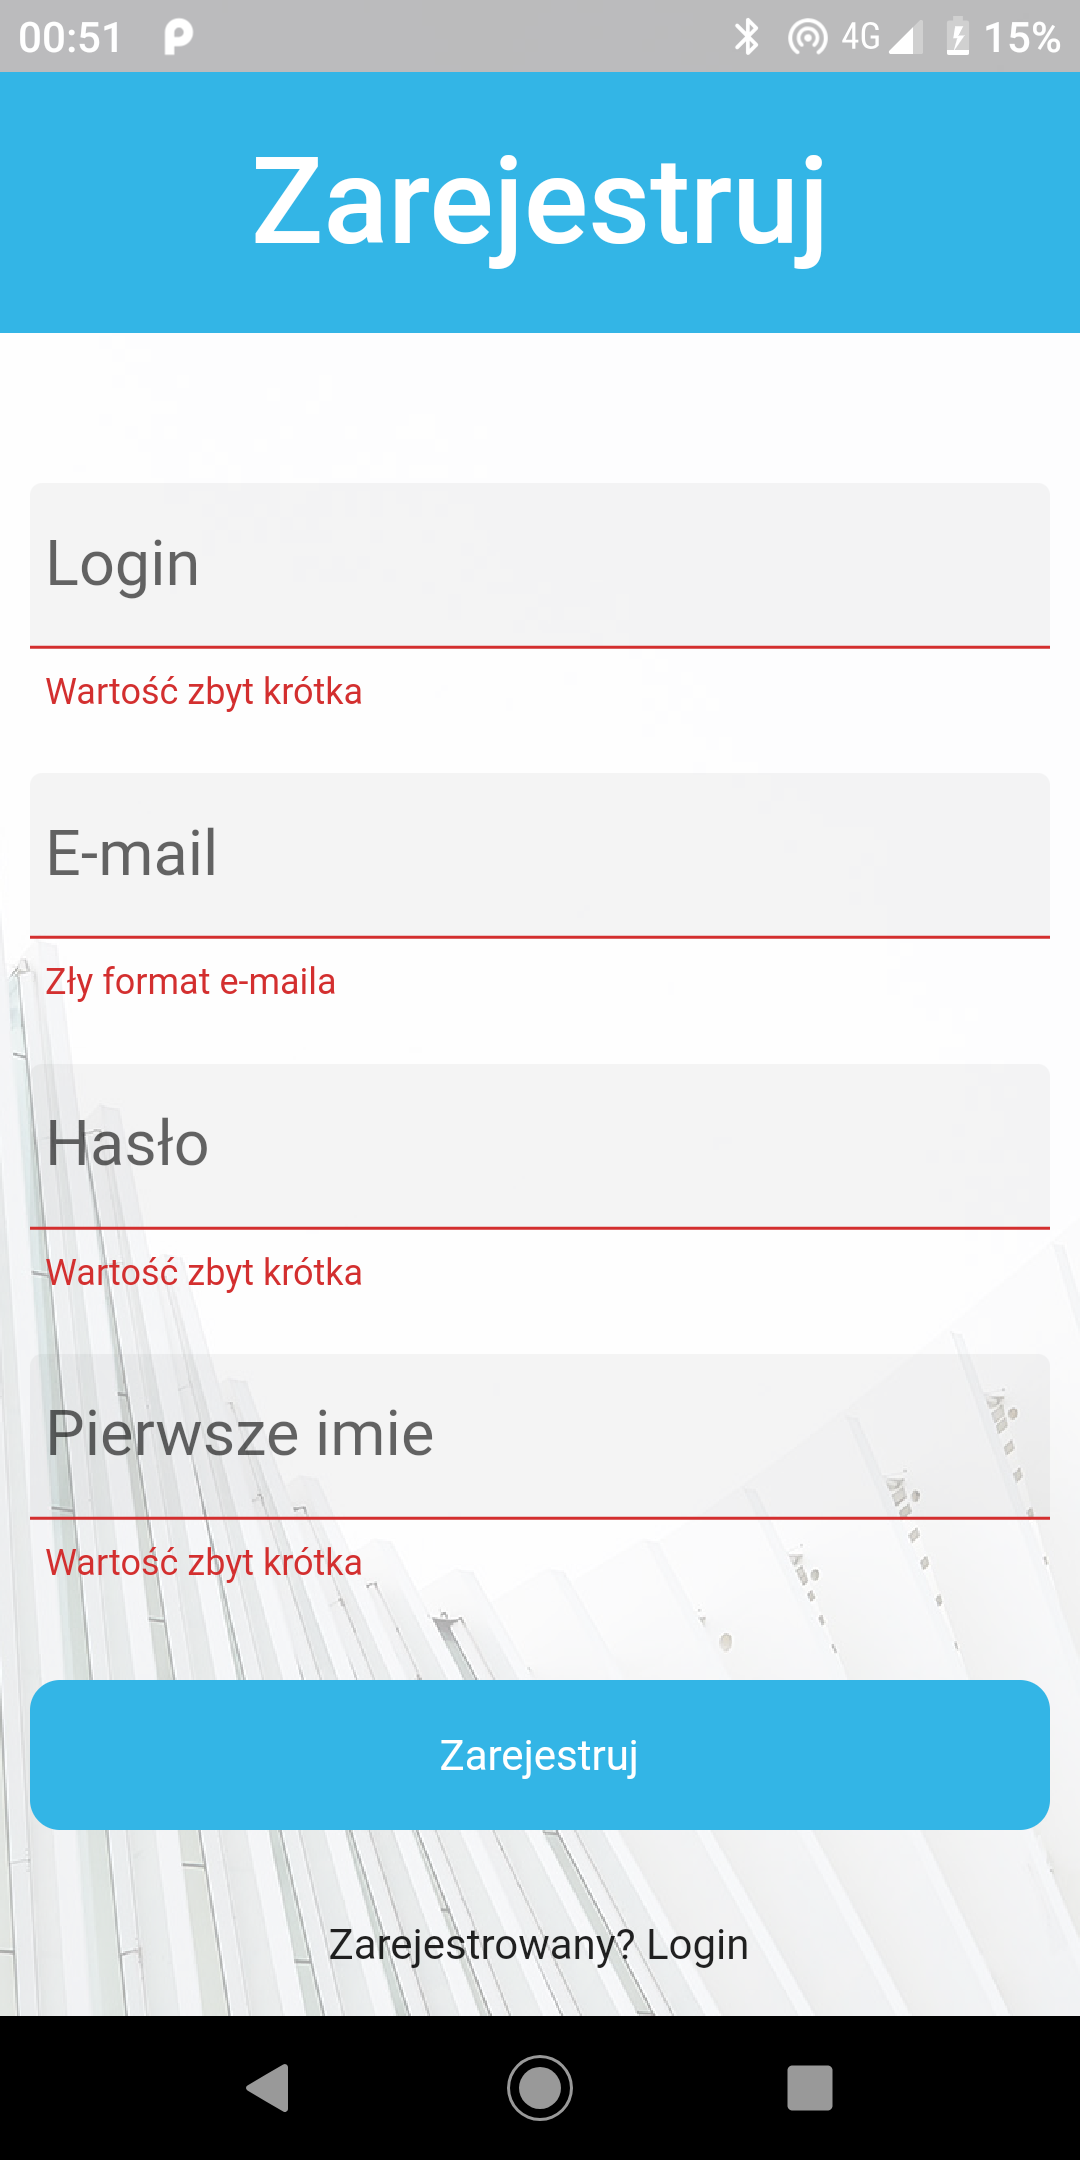 00:51 4G 15%
Zarejestruj
Login
Wartość zbyt krótka
E-mail
Zły format e-maila
Hasło
Wartość zbyt krótka
Pierwsze imie
Wartość zbyt krótka
Zarejestruj
Zarejestrowany? Login